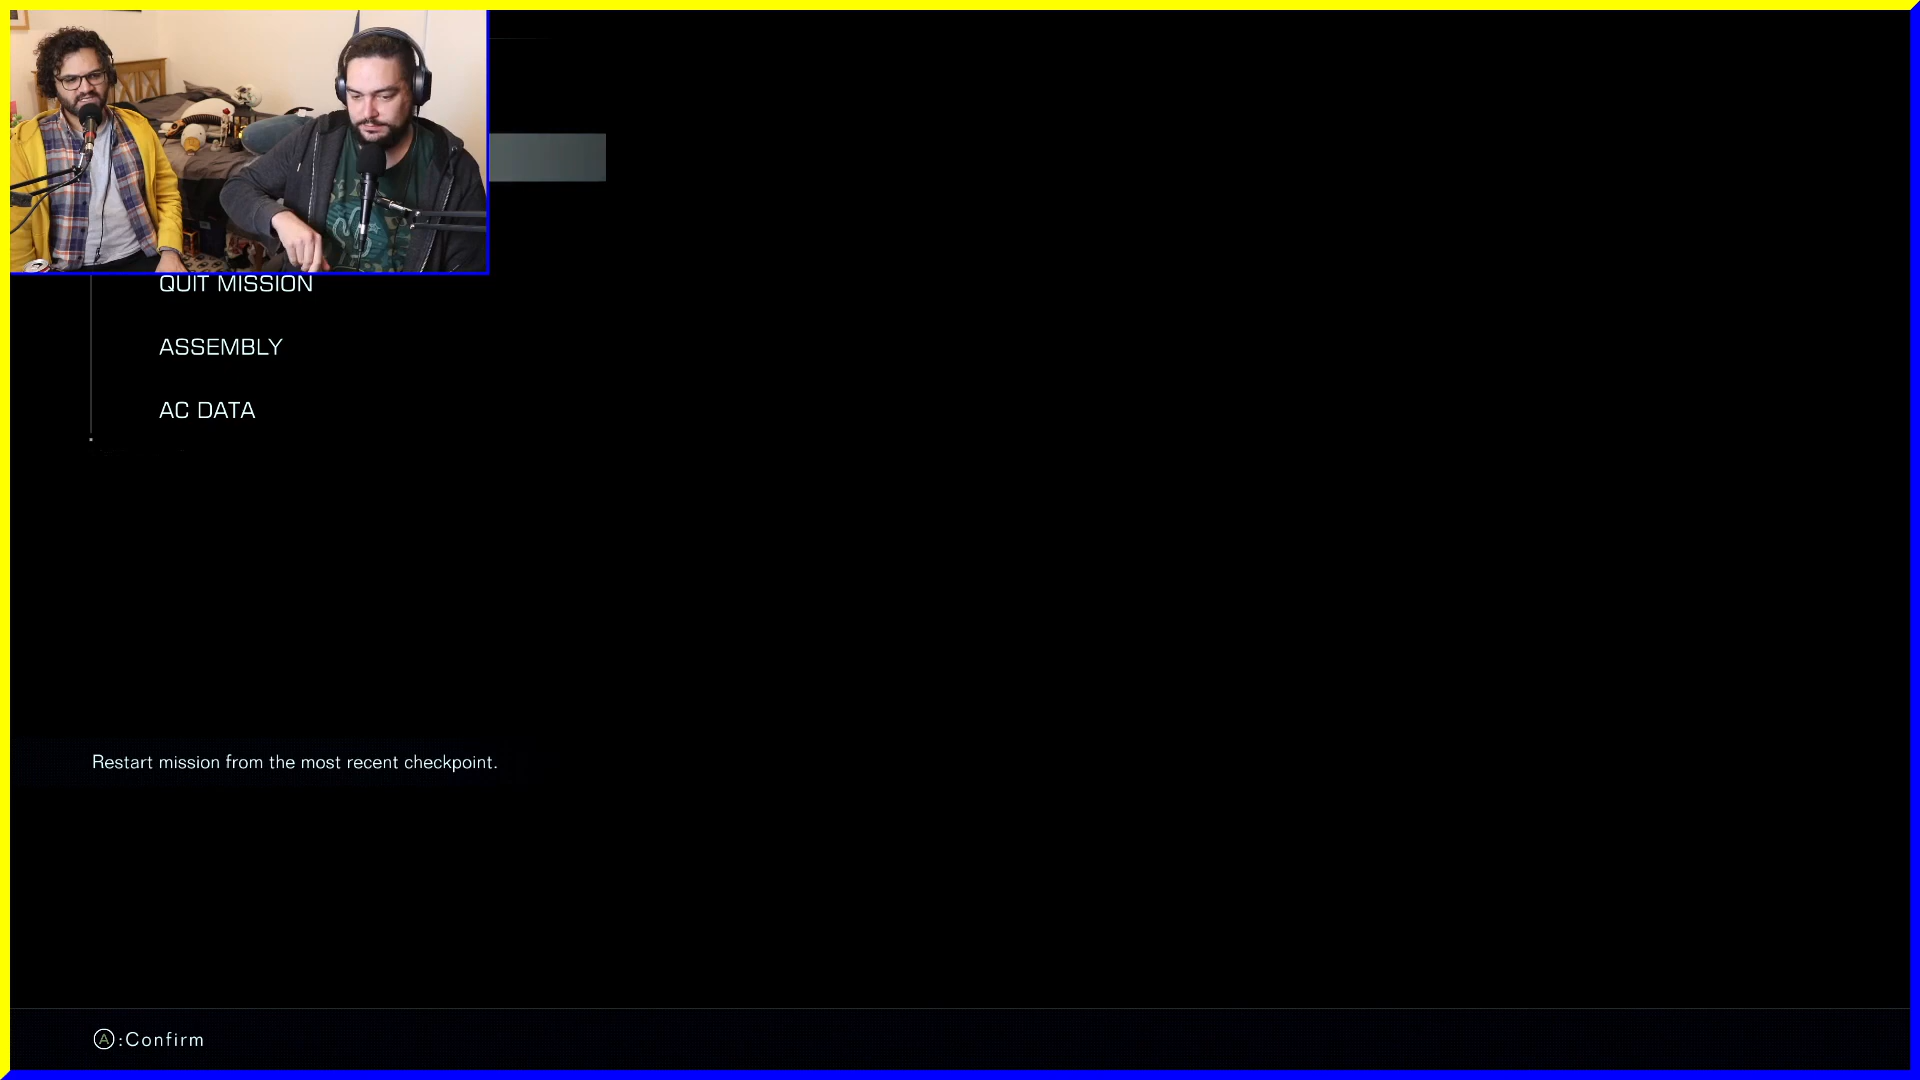 QUIT MISSION
ASSEMBLY
AC DATA
Restart mission from the most recent checkpoint.
A:Confirm